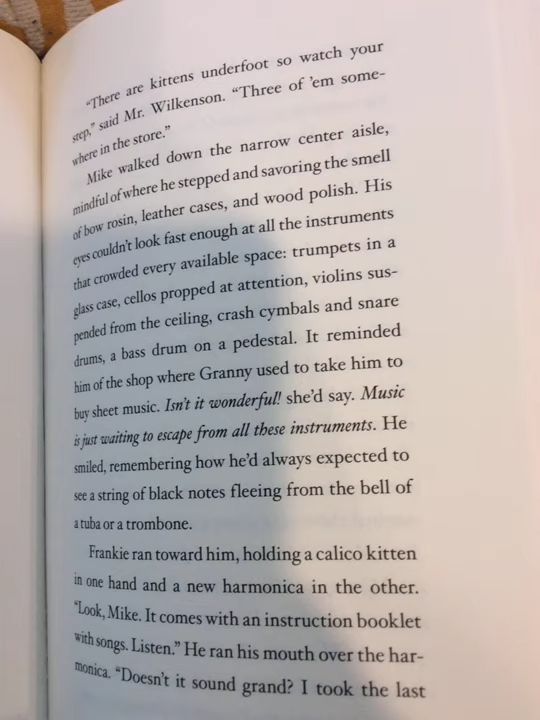 “There are kittens underfoot so watch your
step,” said Mr. Wilkenson. “Three of ’em some-
where in the store.”
Mike walked down the narrow center aisle,
mindful of where he stepped and savoring the smell
of bow rosin, leather cases, and wood polish. His
eyes couldn’t look fast enough at all the instruments
that crowded every available space: trumpets in a
glass case, cellos propped at attention, violins sus-
pended from the ceiling, crash cymbals and snare
drums, a bass drum on a pedestal. It reminded
him of the shop where Granny used to take him to
buy sheet music. Isn’t it wonderful! she’d say. Music
is just waiting to escape from all these instruments. He
smiled, remembering how he’d always expected to
see a string of black notes fleeing from the bell of
a tuba or a trombone.
Frankie ran toward him, holding a calico kitten
in one hand and a new harmonica in the other.
“Look, Mike. It comes with an instruction booklet
with songs. Listen.” He ran his mouth over the har-
monica. “Doesn’t it sound grand? I took the last